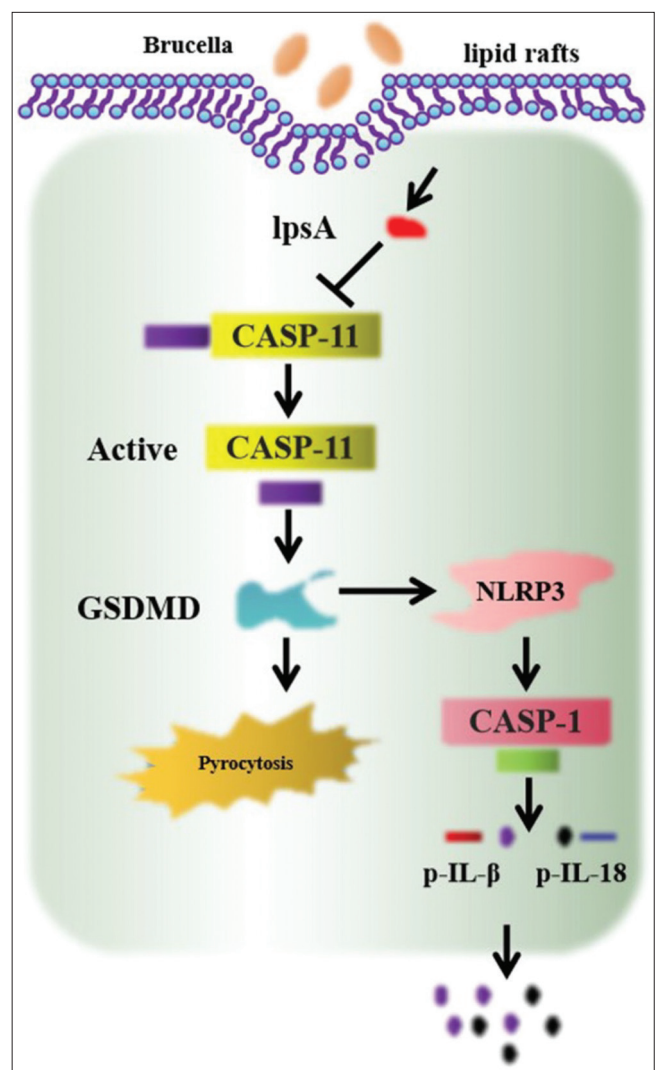 Brucella
lipid rafts
lpsA
CASP-11
Active
CASP-11
GSDMD
NLRP3
CASP-1
Pyrocytosis
p-IL-β
p-IL-18